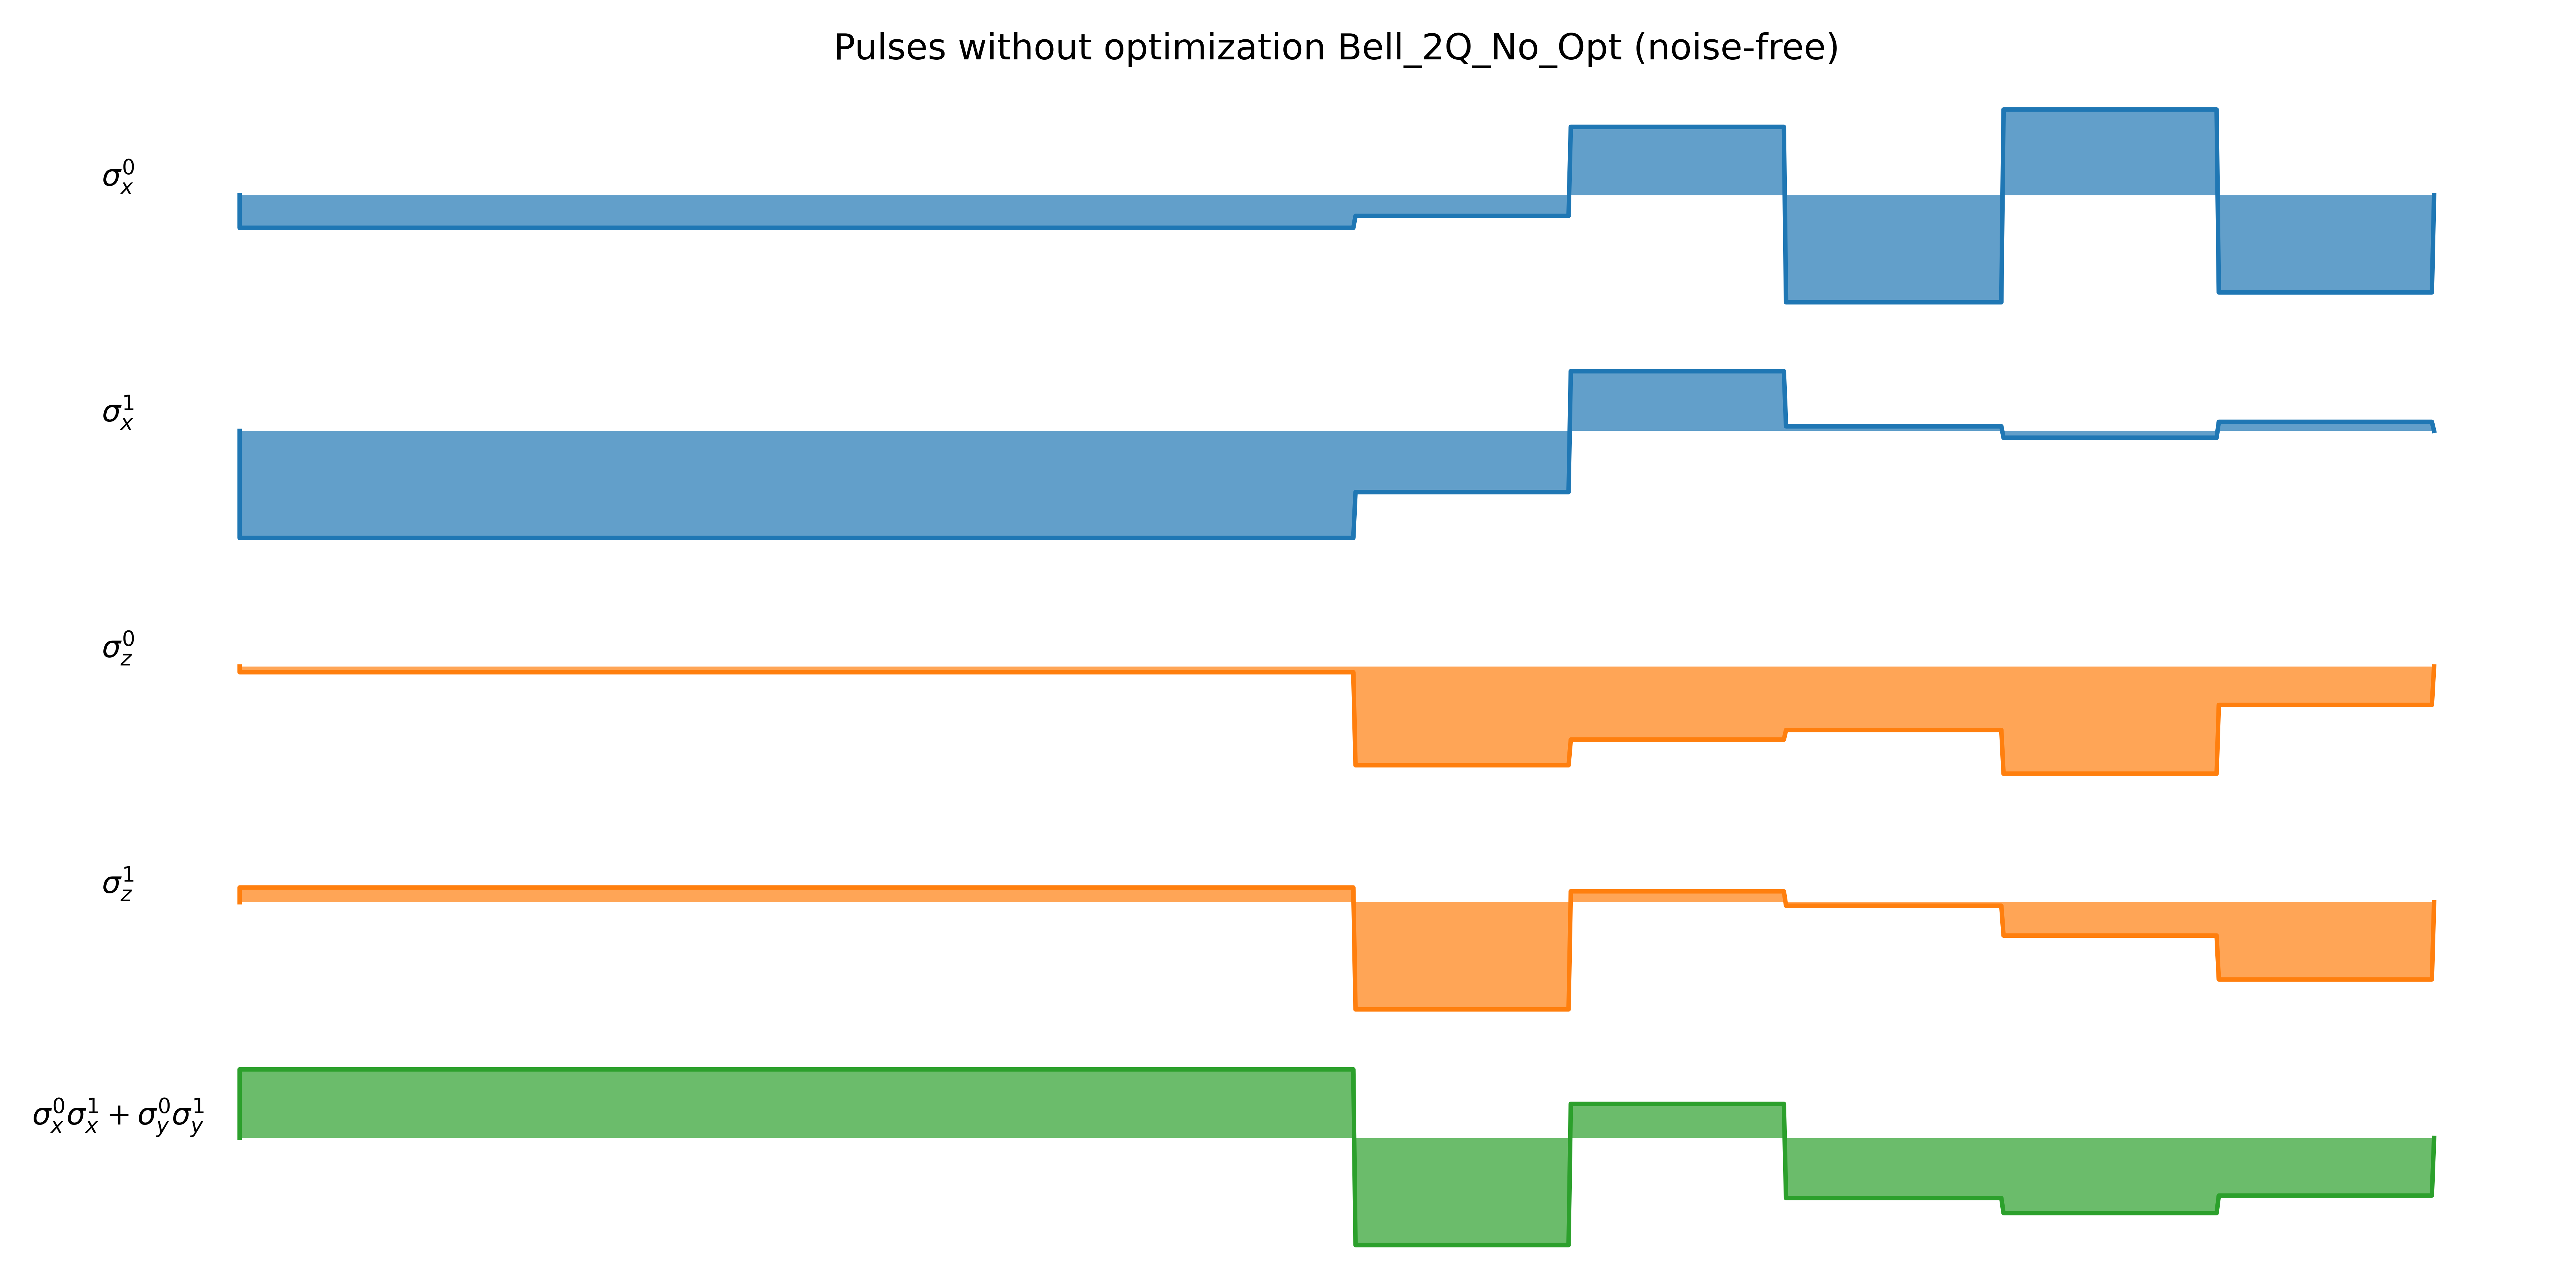 Pulses without optimization Bell_2Q_No_Opt (noise-free)
σ_x^0
σ_x^1
σ_z^0
σ_z^1
σ_x^0σ_x^1 + σ_y^0σ_y^1